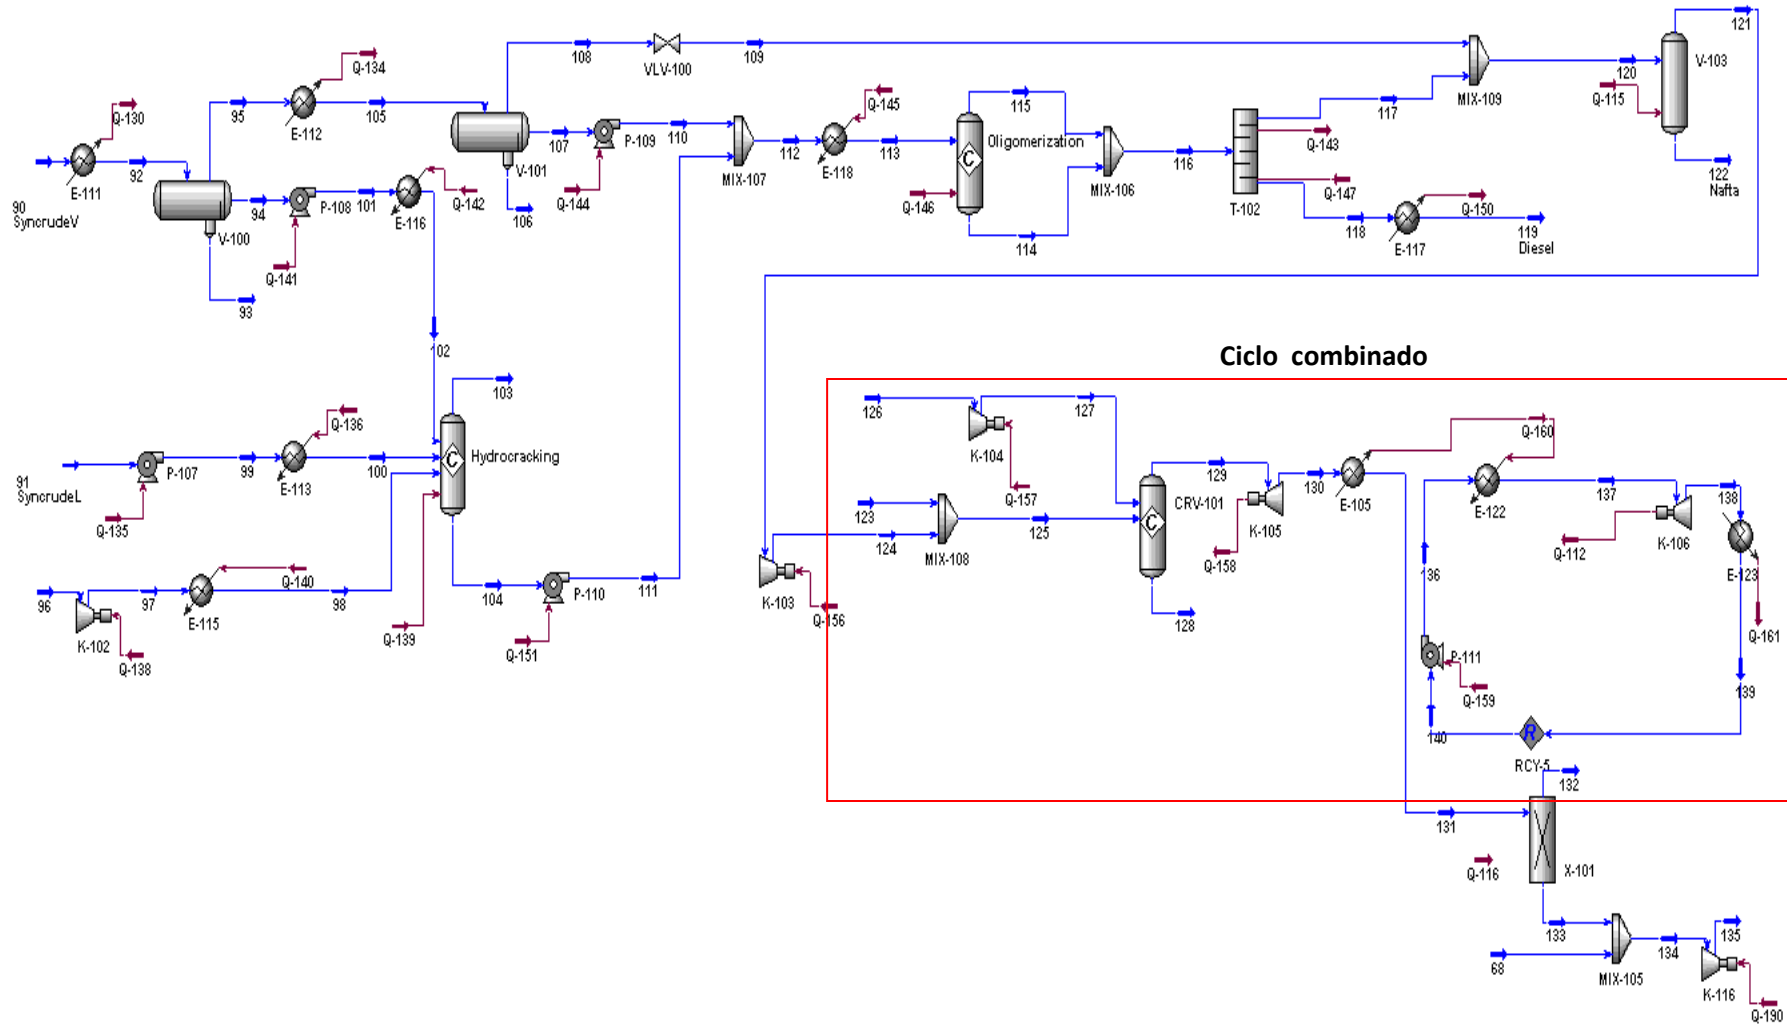 121
Q-134
108
VLV-100
109
120
V-103
Q-130
95
E-112
105
Q-145
115
MIX-109
Q-115
117
92
E-111
107
P-109
110
112
E-118
113
Oligomerization
C
Q-143
122
Nafta
90
SyncrudeV
94
P-108
101
E-116
Q-142
V-101
106
Q-144
MIX-107
Q-146
MIX-106
116
T-102
Q-147
Q-150
V-100
Q-141
114
118
E-117
119
Diesel
93
102
Ciclo combinado
103
126
127
Q-160
Q-136
K-104
Q-157
91
SyncrudeL
P-107
99
E-113
100
C
Hydrocracking
129
CRV-101
K-105
130
E-105
E-122
137
138
Q-135
123
124
MIX-108
125
C
Q-158
Q-112
K-106
E-123
96
97
Q-140
E-115
98
104
P-110
111
K-103
Q-156
128
136
K-102
Q-138
Q-139
Q-151
P-111
Q-159
Q-161
139
140
R
RCY-5
132
131
Q-116
X-101
133
134
135
68
MIX-105
K-116
Q-190